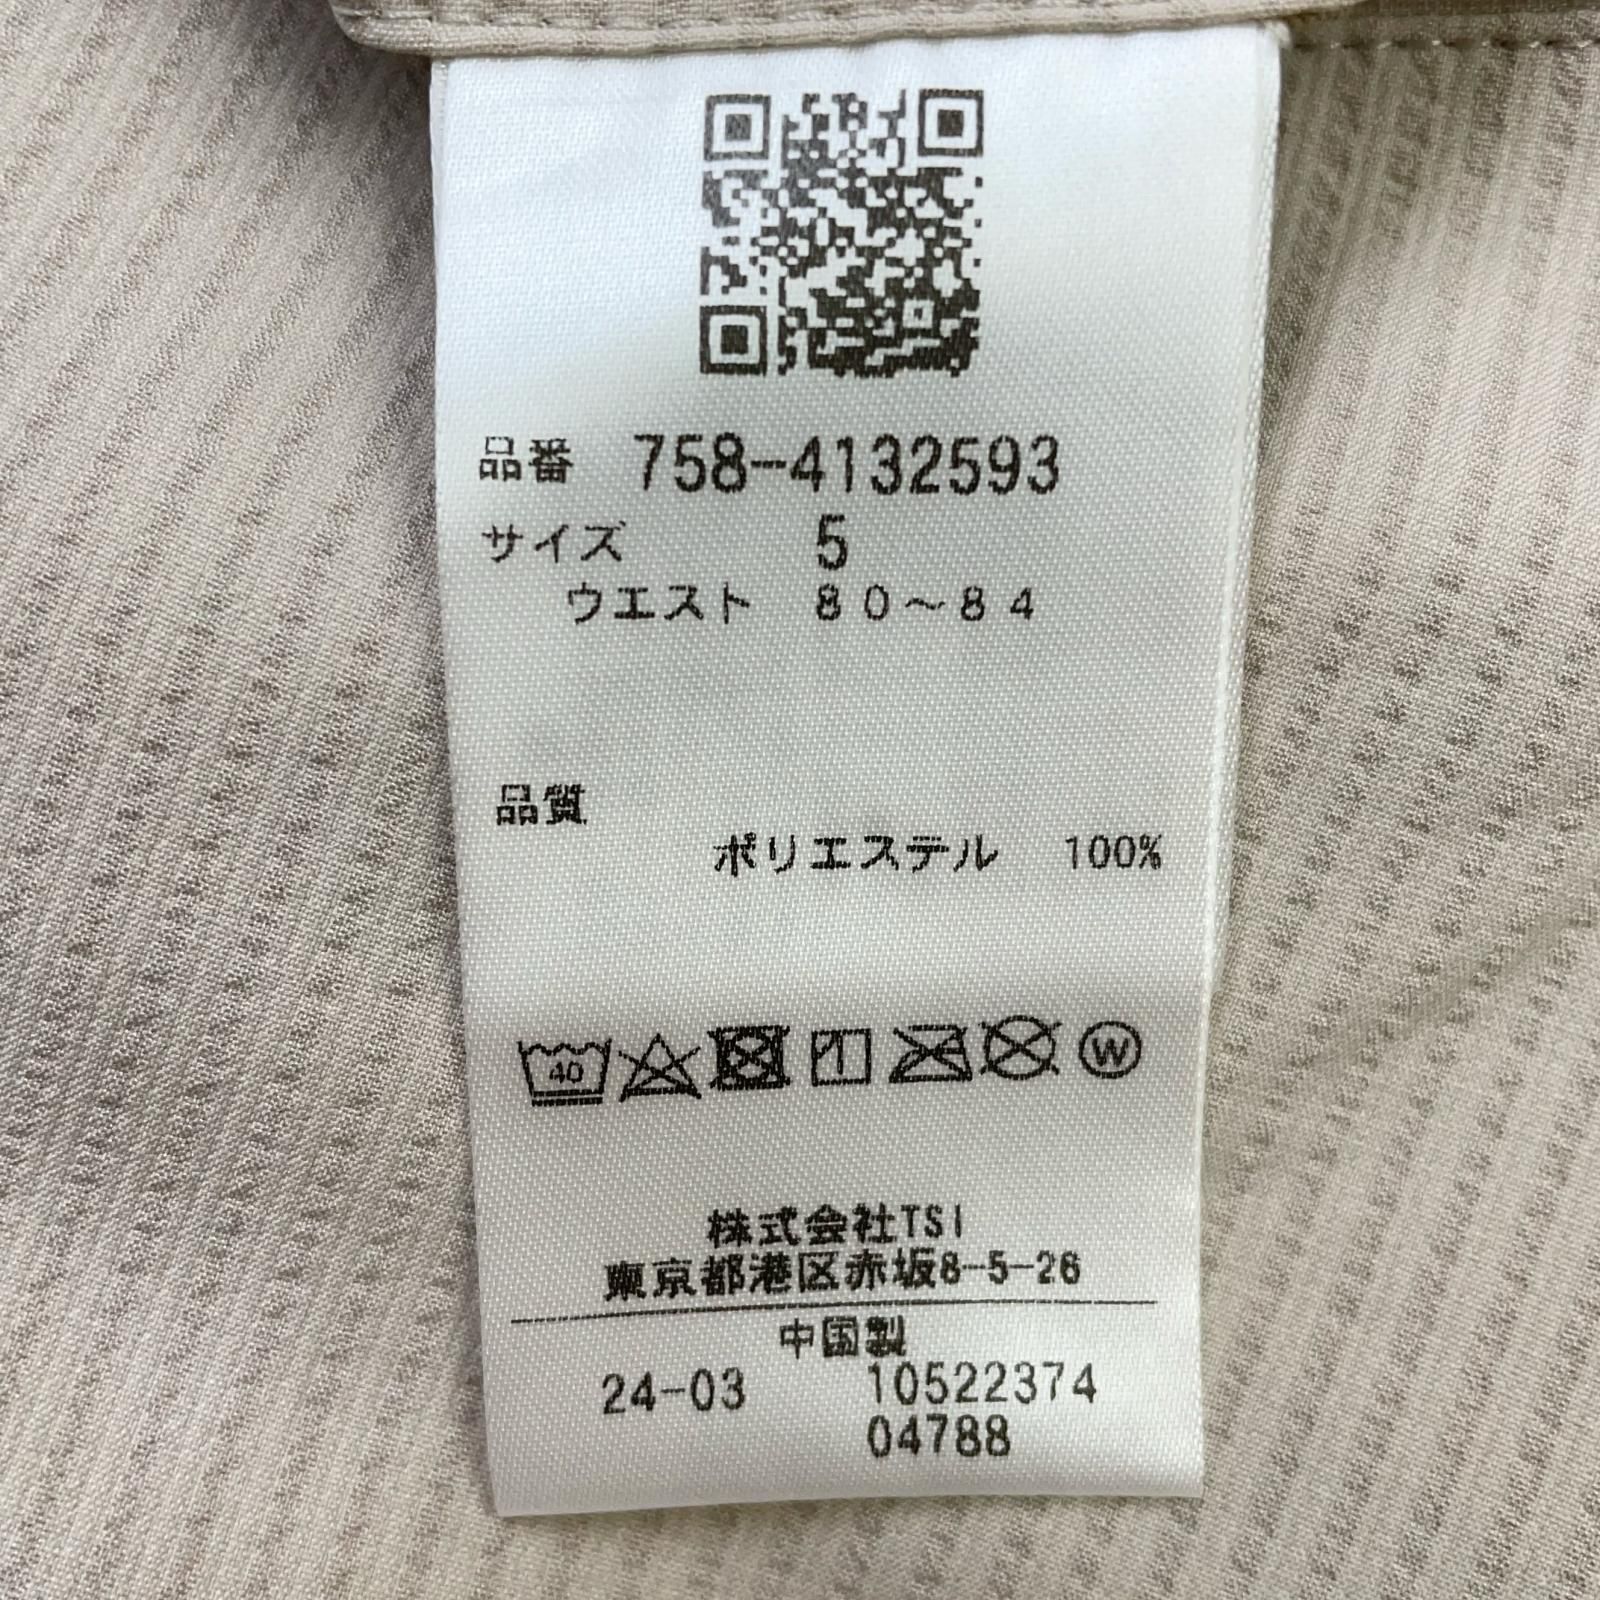 品番 758-4132593
サイズ 5
ウエスト 80～84
品質
ポリエステル 100%
40
W
株式会社TSI
東京都港区赤坂8-5-26
中国製
24-03 10522374
04788